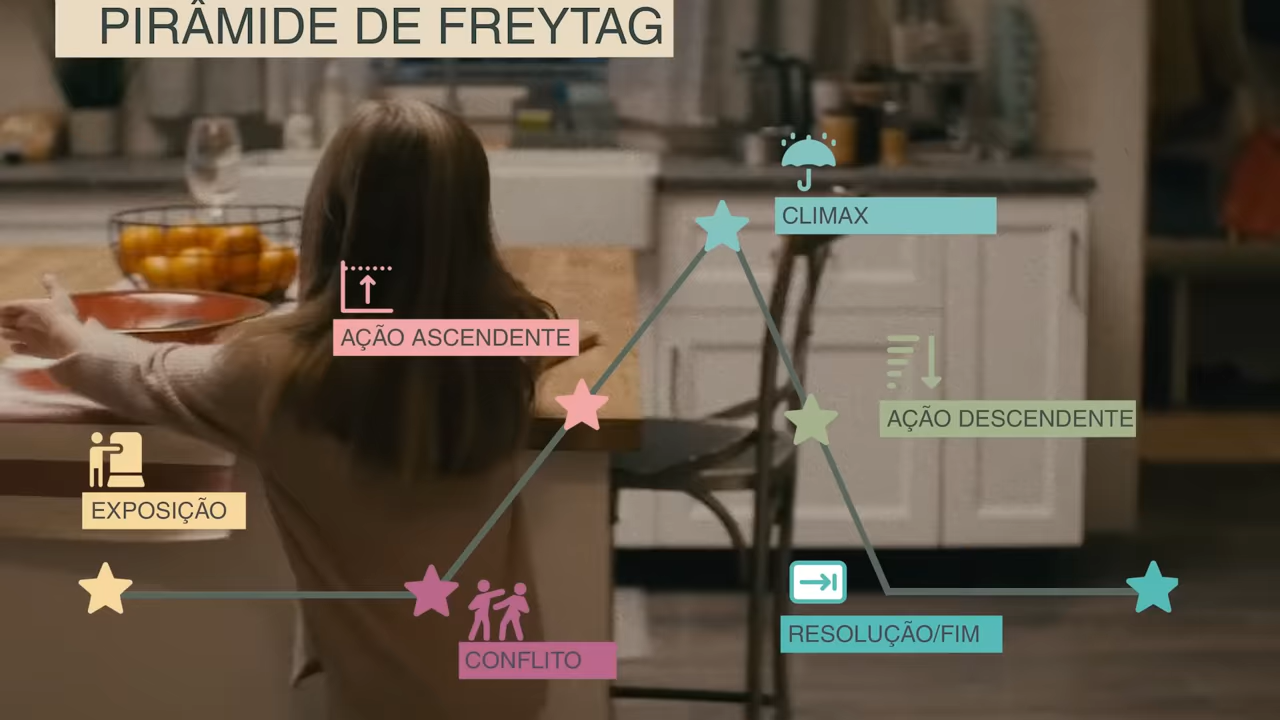 PIRÂMIDE DE FREYTAG
CLIMAX
AÇÃO ASCENDENTE
AÇÃO DESCENDENTE
EXPOSIÇÃO
RESOLUÇÃO/FIM
CONFLITO